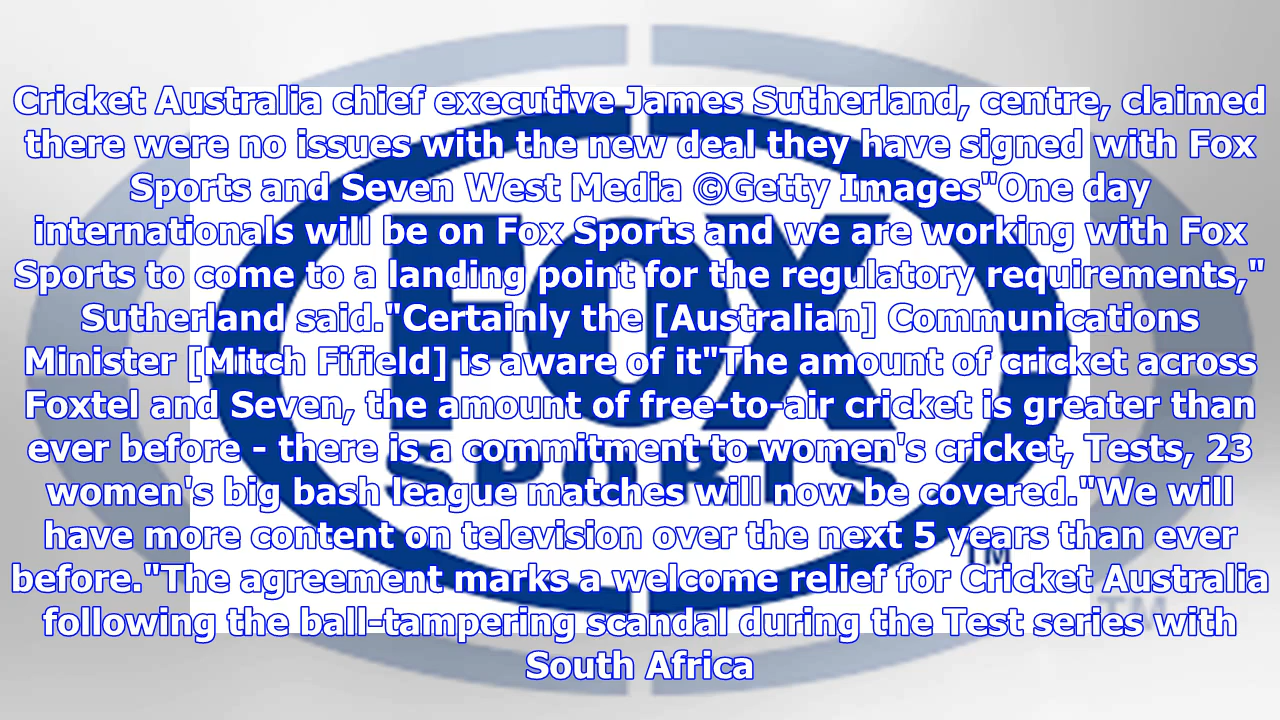 Cricket Australia chief executive James Sutherland, centre, claimed
there were no issues with the new deal they have signed with Fox
Sports and Seven West Media ©Getty Images"One day
internationals will be on Fox Sports and we are working with Fox
Sports to come to a landing point for the regulatory requirements,"
Sutherland said."Certainly the [Australian] Communications
Minister [Mitch Fifield] is aware of it"The amount of cricket across
Foxtel and Seven, the amount of free-to-air cricket is greater than
ever before - there is a commitment to women's cricket, Tests, 23
women's big bash league matches will now be covered."We will
have more content on television over the next 5 years than ever
before."The agreement marks a welcome relief for Cricket Australia
following the ball-tampering scandal during the Test series with
South Africa
FOX
SPORTS
TM
TM